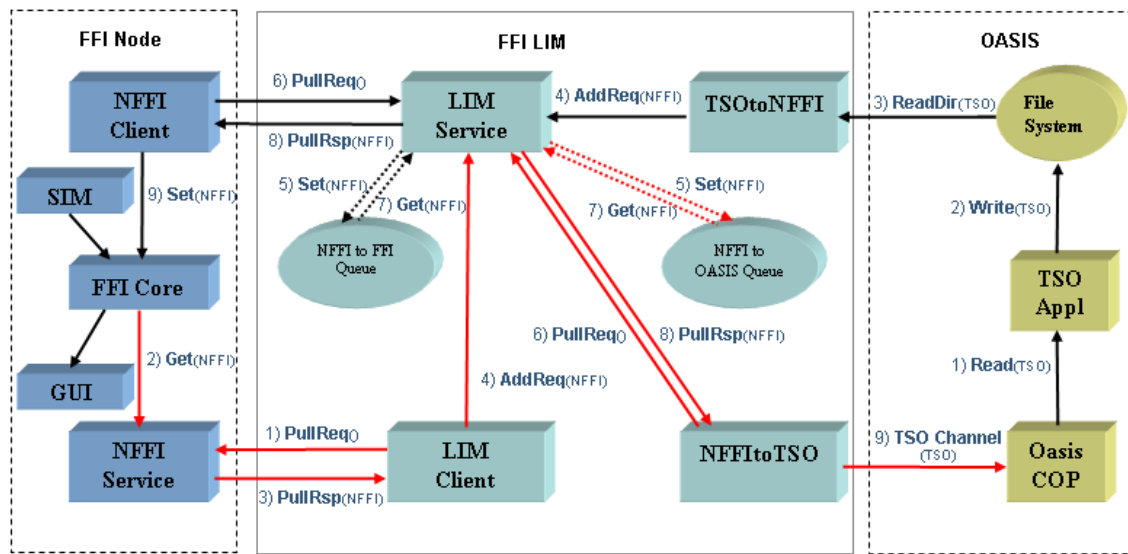 FFI Node
FFI LIM
OASIS
NFFI
Client
6) PullReq()
8) PullRsp(NFFI)
LIM
Service
4) AddReq(NFFI)
TSOtoNFFI
3) ReadDir(TSO)
File
System
SIM
9) Set(NFFI)
5) Set(NFFI)
7) Get(NFFI)
5) Set(NFFI)
7) Get(NFFI)
2) Write(TSO)
NFFI to FFI
Queue
NFFI to
OASIS Queue
FFI Core
TSO
Appl
2) Get(NFFI)
6) PullReq()
8) PullRsp(NFFI)
GUI
4) AddReq(NFFI)
1) Read(TSO)
NFFI
Service
1) PullReq()
3) PullRsp(NFFI)
LIM
Client
NFFItoTSO
9) TSO Channel
(TSO)
Oasis
COP